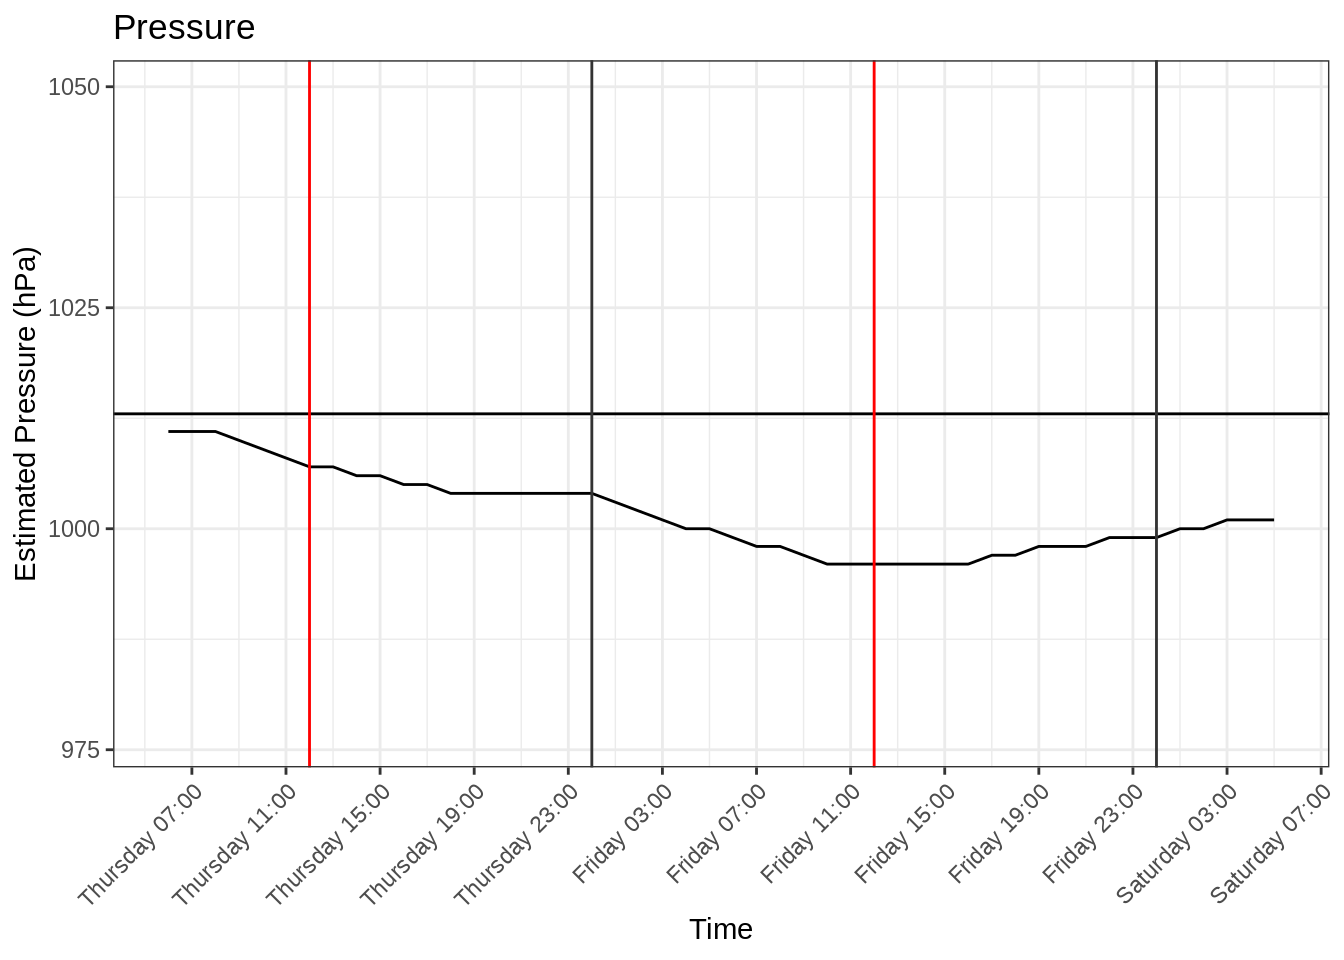 Pressure
Estimated Pressure (hPa)
1050
1025
1000
975
Thursday 07:00
Thursday 11:00
Thursday 15:00
Thursday 19:00
Thursday 23:00
Friday 03:00
Friday 07:00
Friday 11:00
Friday 15:00
Friday 19:00
Friday 23:00
Saturday 03:00
Saturday 07:00
Time